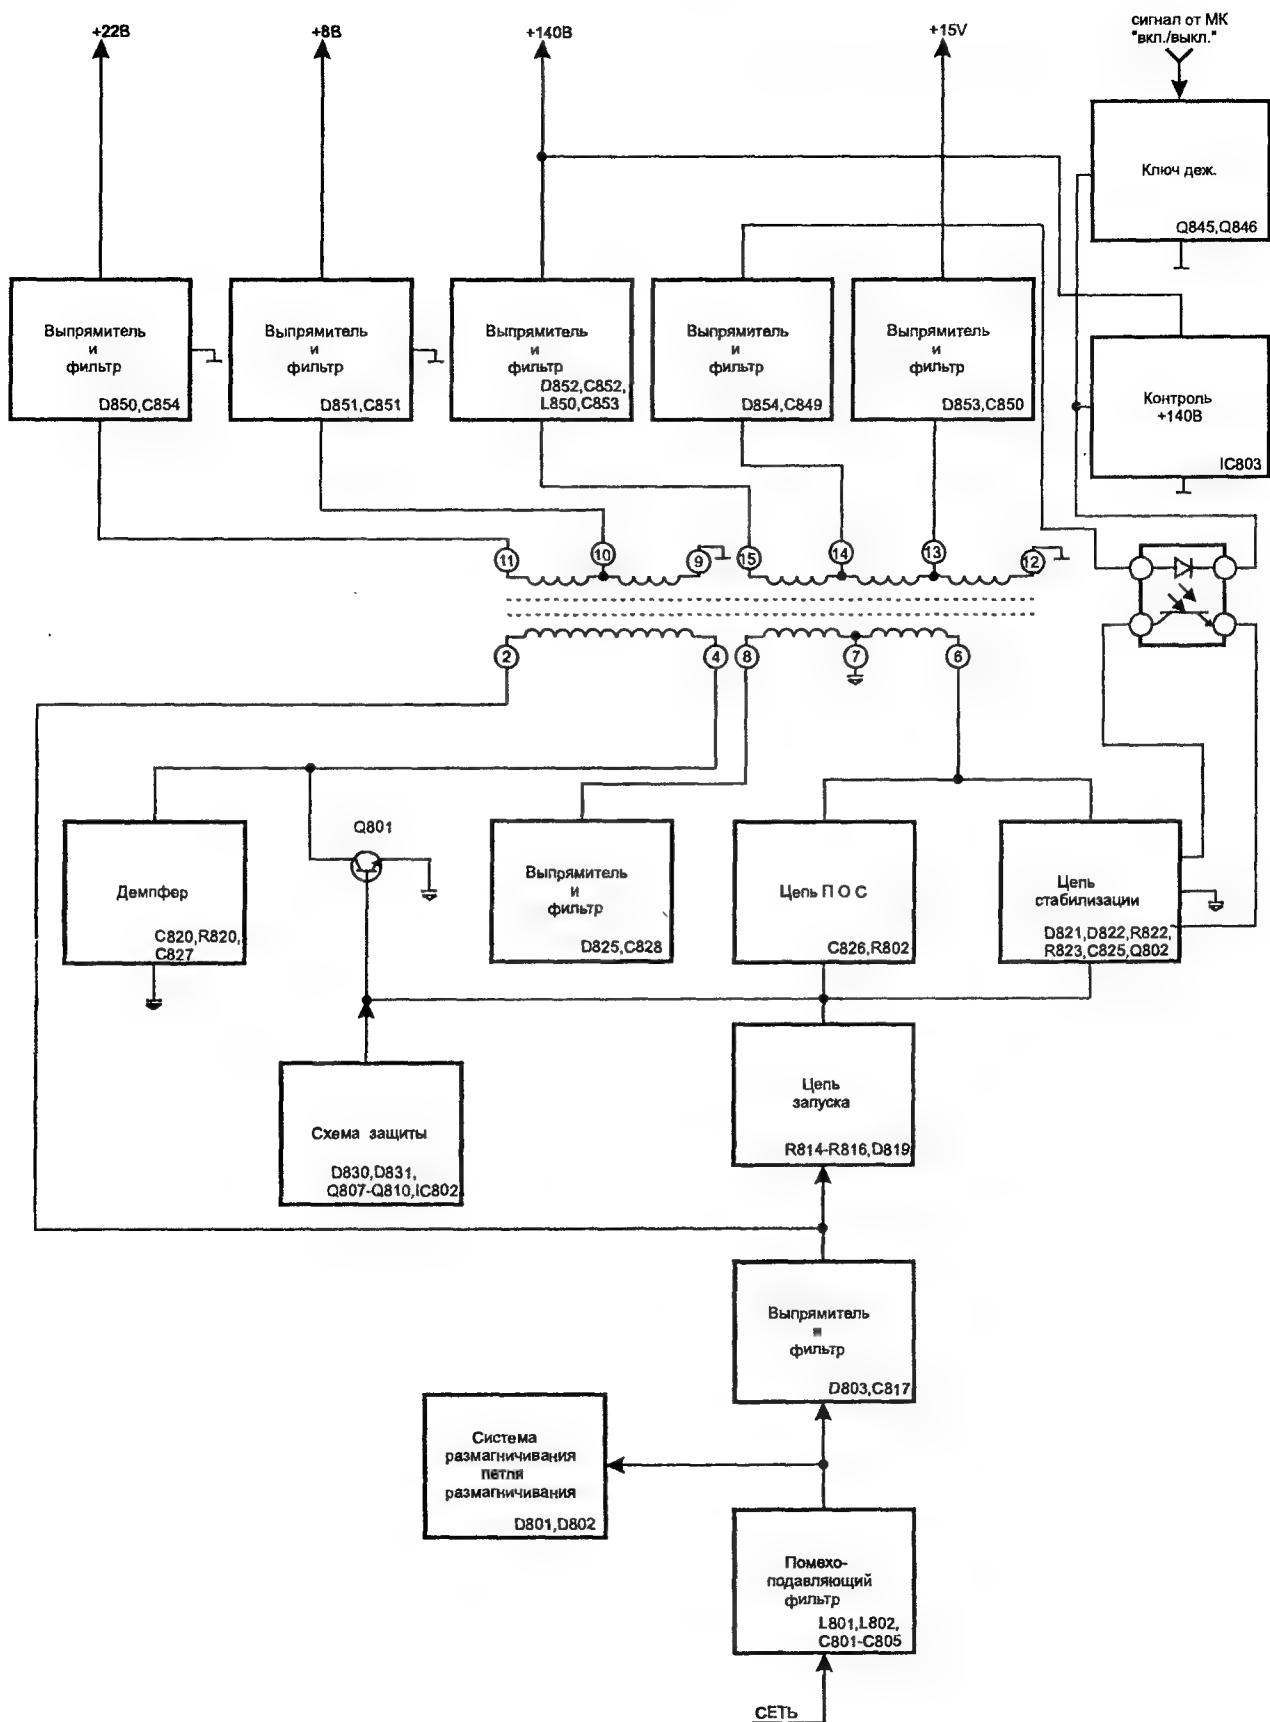 +22В
+8В
+140В
+15V
сигнал от МК
"вкл./выкл."
Ключ деж.
Q845,Q846
Выпрямитель
и
фильтр
D850,C854
Выпрямитель
и
фильтр
D851,C851
Выпрямитель
и
фильтр
D852,C852,
L850,C853
Выпрямитель
и
фильтр
D854,C849
Выпрямитель
и
фильтр
D853,C850
Контроль
+140В
IC803
11
10
9
15
14
13
12
2
4
8
7
6
Q801
Демпфер
C820,R820,
C827
Выпрямитель
и
фильтр
D825,C828
Цепь П О С
C826,R802
Цепь
стабилизации
D821,D822,R822,
R823,C825,Q802
Схема защиты
D830,D831,
Q807-Q810,IC802
Цепь
запуска
R814-R816,D819
Выпрямитель
и
фильтр
D803,C817
Система
размагничивания
петля
размагничивания
D801,D802
Помехо-
подавляющий
фильтр
L801,L802,
C801-C805
СЕТЬ